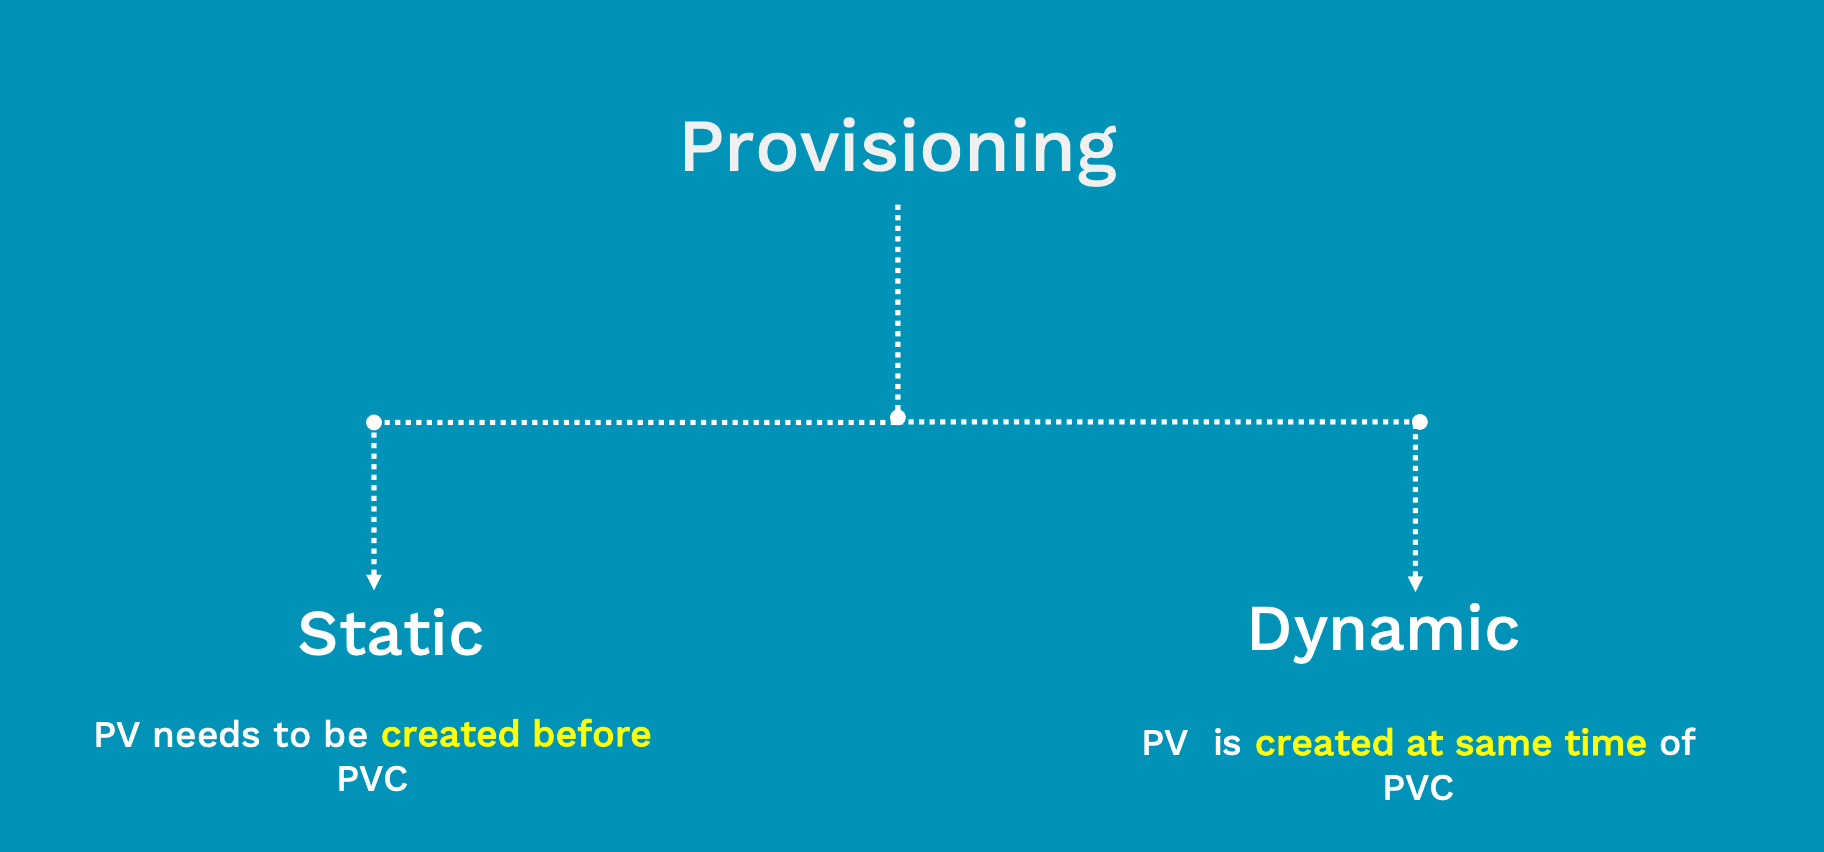 Provisioning
Static
Dynamic
PV needs to be created before
PVC
PV is created at same time of
PVC